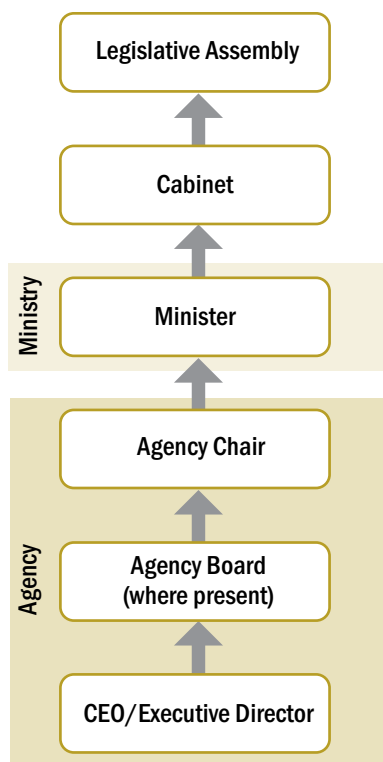 Legislative Assembly
Cabinet
Ministry
Minister
Agency
Agency Chair
Agency Board
(where present)
CEO/Executive Director